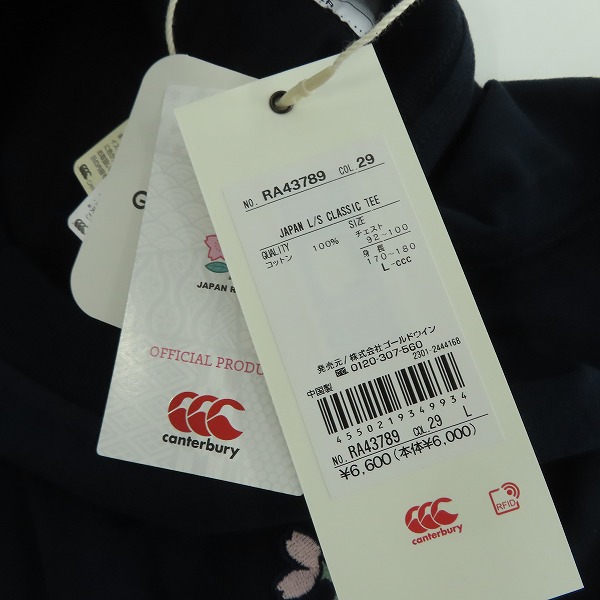 NO. RA43789 COL. 29
JAPAN L/S CLASSIC TEE
QUALITY SIZE
コットン 100% チェスト
92~100
身長
170~180
L-ccc
発売元/株式会社ゴールドウイン
0120-307-560
2301-2444168
中国製
4550219349934
NO. RA43789 COL. 29 L
¥6,600(本体¥6,000)
canterbury
RFID
JAPAN R
OFFICIAL PRODU
canterbury
G